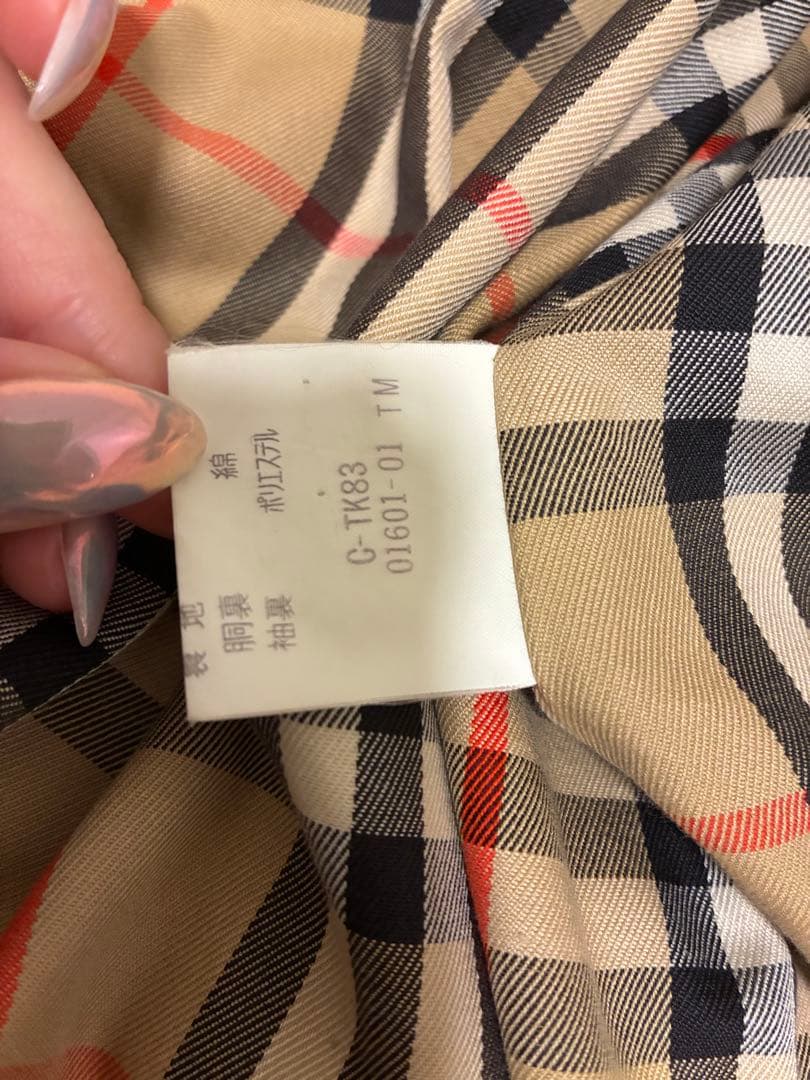 表 地
胴裏 綿
袖裏 ポリエステル
C-TK83
01601-01 TM